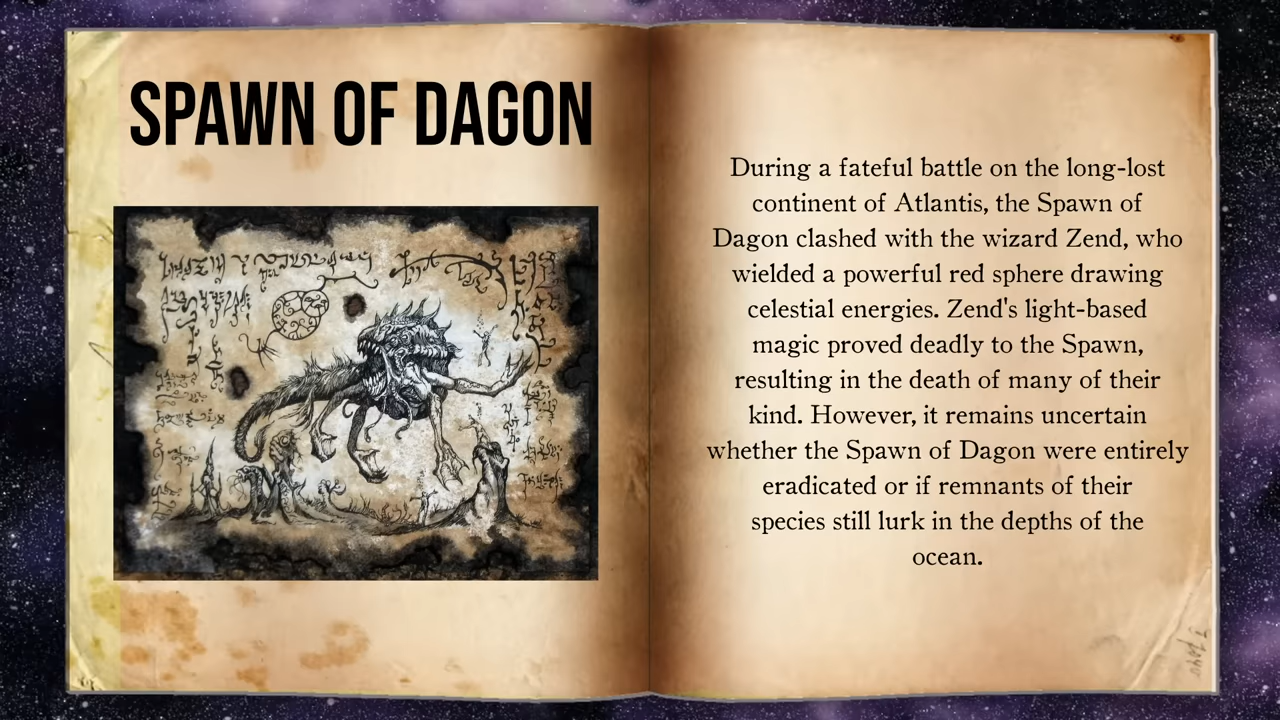 SPAWN OF DAGON
During a fateful battle on the long-lost
continent of Atlantis, the Spawn of
Dagon clashed with the wizard Zend, who
wielded a powerful red sphere drawing
celestial energies. Zend's light-based
magic proved deadly to the Spawn,
resulting in the death of many of their
kind. However, it remains uncertain
whether the Spawn of Dagon were entirely
eradicated or if remnants of their
species still lurk in the depths of the
ocean.